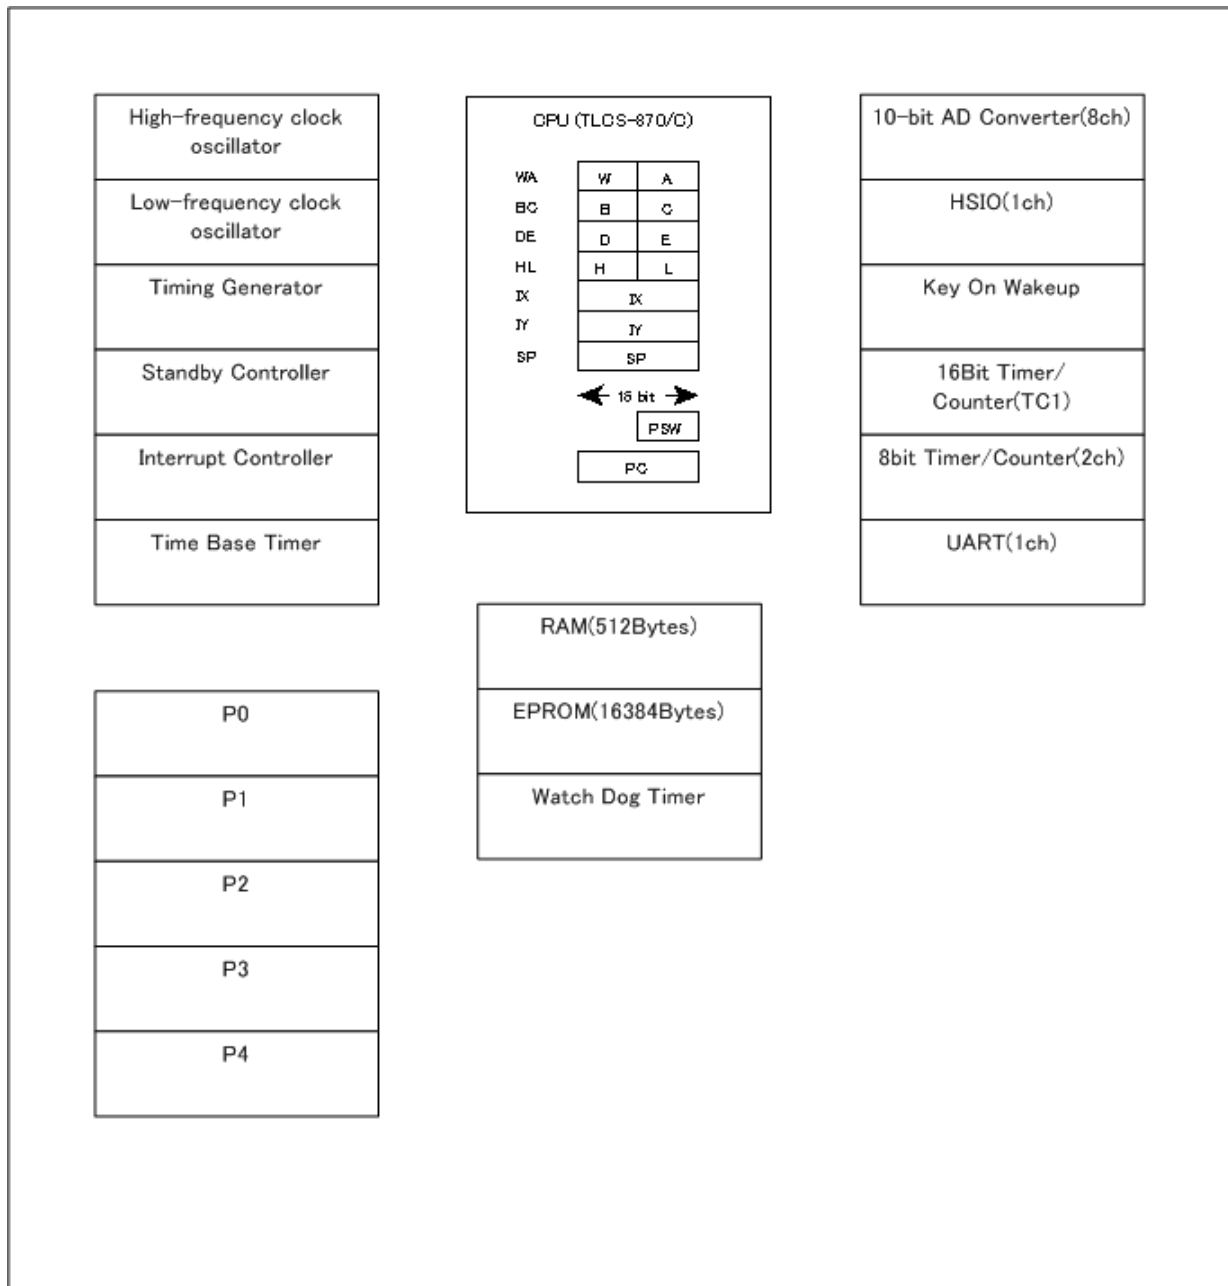 High-frequency clock
oscillator
Low-frequency clock
oscillator
Timing Generator
Standby Controller
Interrupt Controller
Time Base Timer
CPU (TLCS-870/C)
WA W A
BC B C
DE D E
HL H L
IX IX
IY IY
SP SP
16 bit
PSW
PC
10-bit AD Converter(8ch)
HSIO(1ch)
Key On Wakeup
16Bit Timer/
Counter(TC1)
8bit Timer/Counter(2ch)
UART(1ch)
RAM(512Bytes)
EPROM(16384Bytes)
Watch Dog Timer
P0
P1
P2
P3
P4